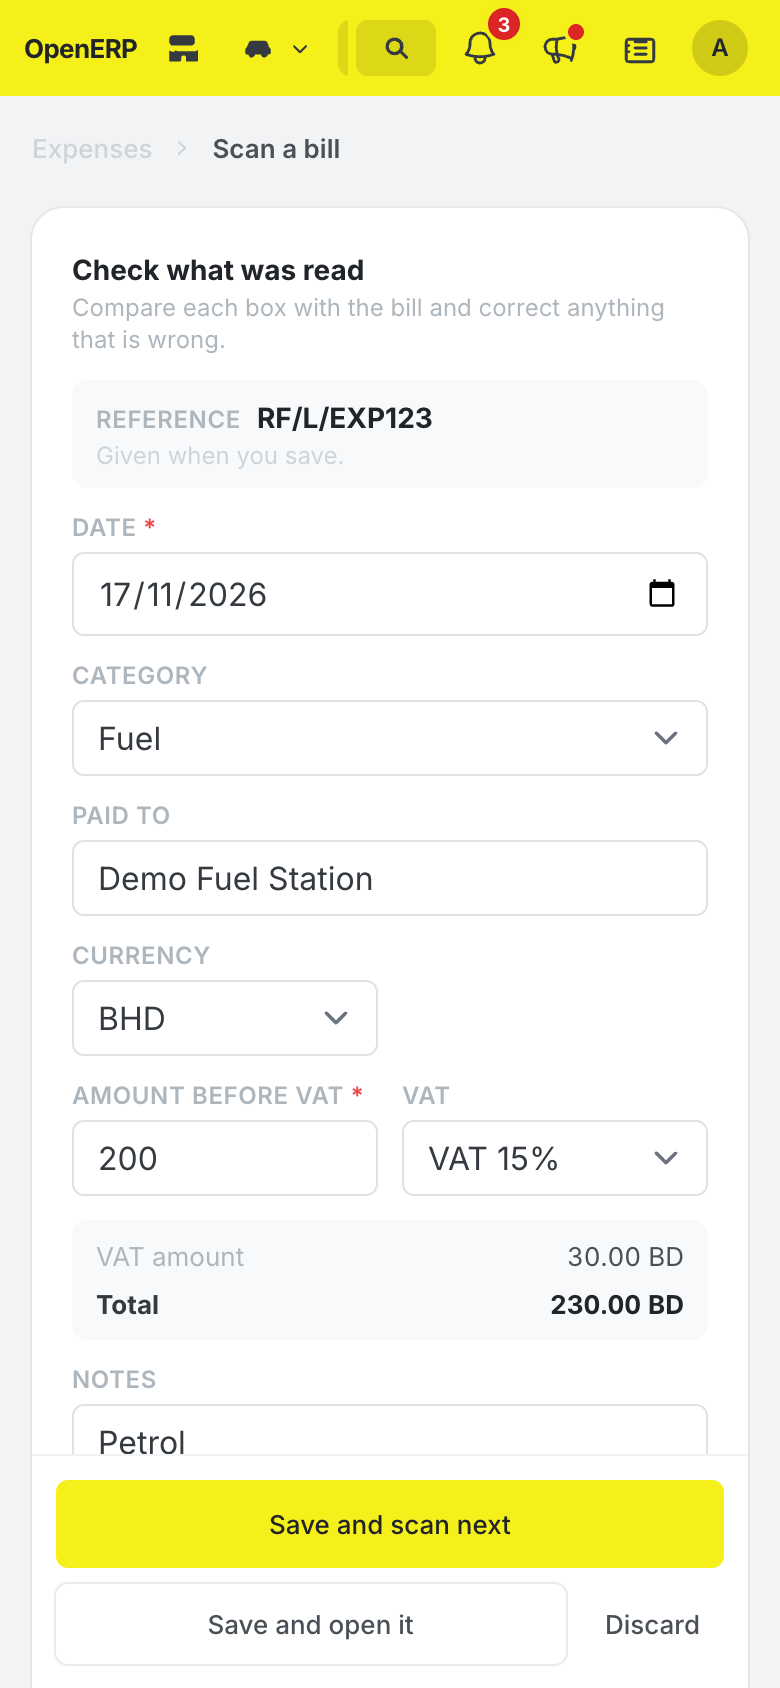 OpenERP
3
A
Expenses > Scan a bill
Check what was read
Compare each box with the bill and correct anything
that is wrong.
REFERENCE RF/L/EXP123
Given when you save.
DATE *
17/11/2026
CATEGORY
Fuel
PAID TO
Demo Fuel Station
CURRENCY
BHD
AMOUNT BEFORE VAT * VAT
200 VAT 15%
VAT amount 30.00 BD
Total 230.00 BD
NOTES
Petrol
Save and scan next
Save and open it Discard